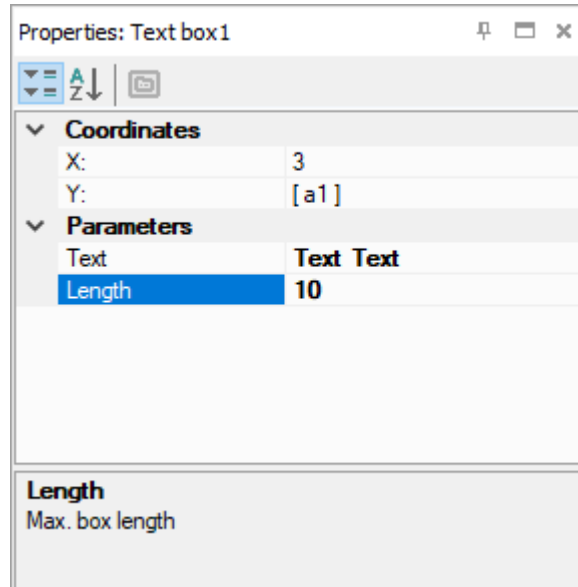 Properties: Text box1
A
Z
Coordinates
X: 3
Y: [a1]
Parameters
Text Text Text
Length 10
Length
Max. box length